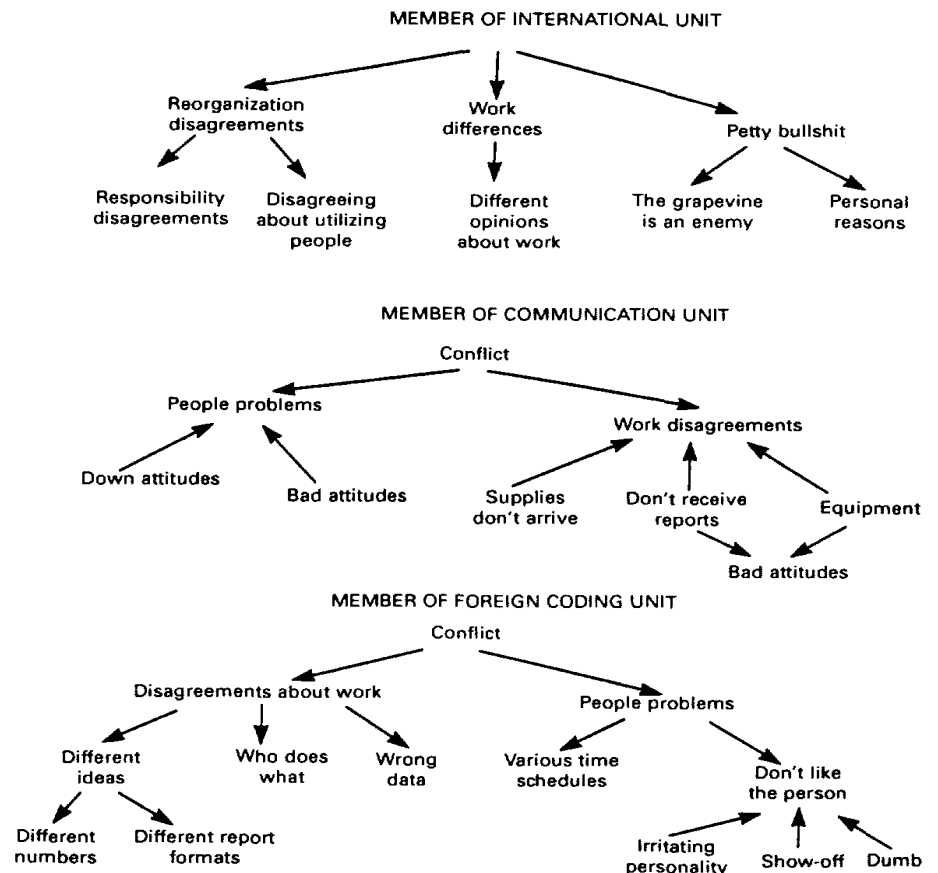 MEMBER OF INTERNATIONAL UNIT
Reorganization
disagreements
Work
differences
Petty bullshit
Responsibility
disagreements
Disagreeing
about utilizing
people
Different
opinions
about work
The grapevine
is an enemy
Personal
reasons
MEMBER OF COMMUNICATION UNIT
Conflict
People problems
Work disagreements
Down attitudes
Bad attitudes
Supplies
don't arrive
Don't receive
reports
Equipment
Bad attitudes
MEMBER OF FOREIGN CODING UNIT
Conflict
Disagreements about work
People problems
Different
ideas
Who does
what
Wrong
data
Various time
schedules
Don't like
the person
Different
numbers
Different report
formats
Irritating
personality
Show-off
Dumb